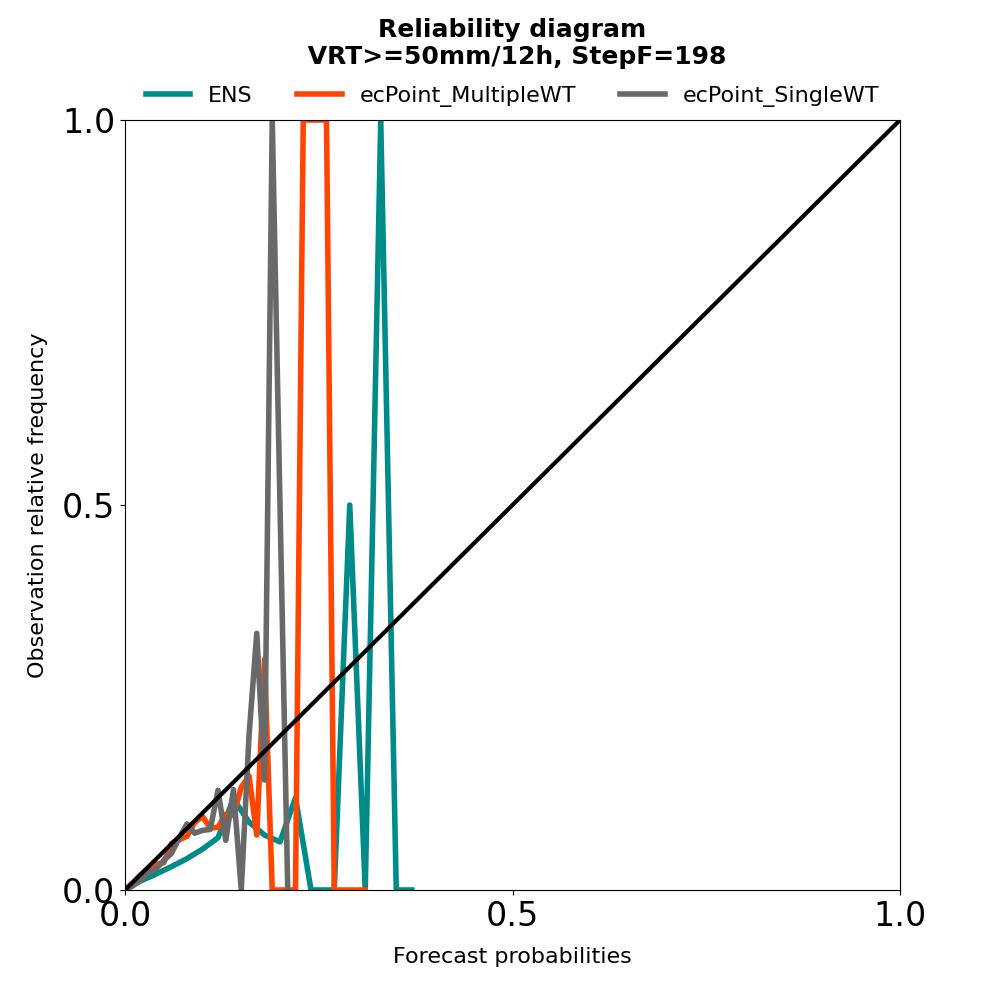 Reliability diagram
VRT>=50mm/12h, StepF=198
ENS ecPoint_MultipleWT ecPoint_SingleWT
1.0
0.5
0.0
Observation relative frequency
0.0 0.5 1.0
Forecast probabilities